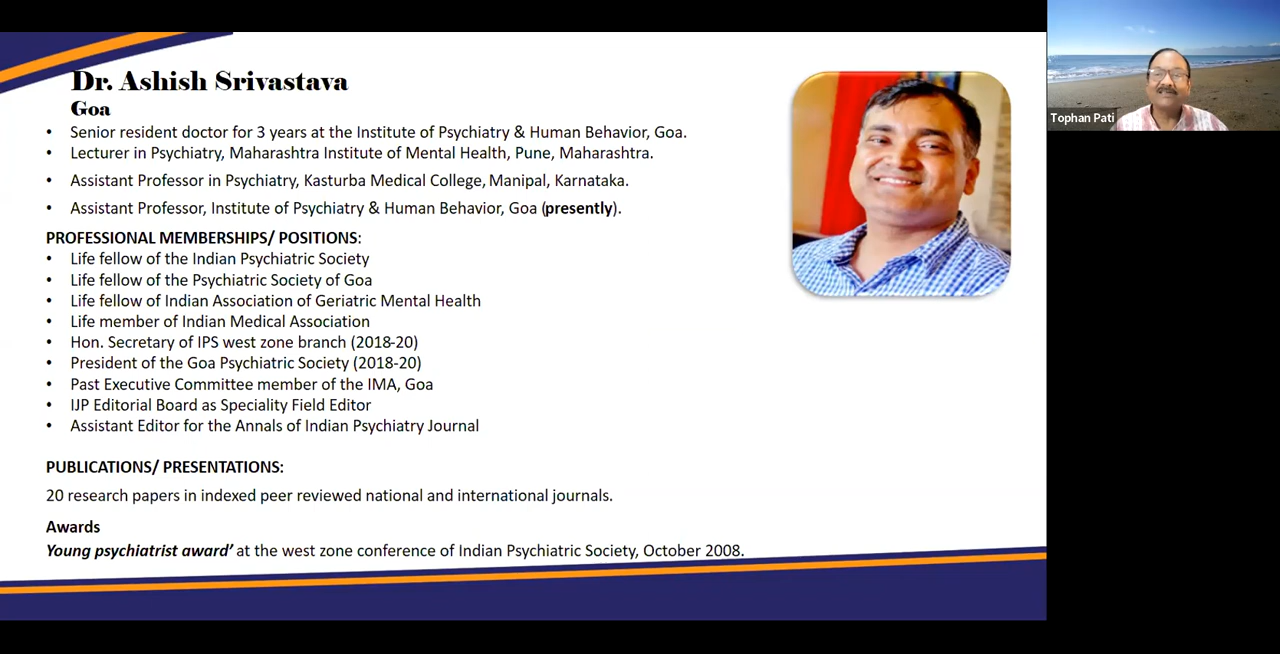 Dr. Ashish Srivastava
Goa
• Senior resident doctor for 3 years at the Institute of Psychiatry & Human Behavior, Goa.
• Lecturer in Psychiatry, Maharashtra Institute of Mental Health, Pune, Maharashtra.
• Assistant Professor in Psychiatry, Kasturba Medical College, Manipal, Karnataka.
• Assistant Professor, Institute of Psychiatry & Human Behavior, Goa (presently).
PROFESSIONAL MEMBERSHIPS/ POSITIONS:
• Life fellow of the Indian Psychiatric Society
• Life fellow of the Psychiatric Society of Goa
• Life fellow of Indian Association of Geriatric Mental Health
• Life member of Indian Medical Association
• Hon. Secretary of IPS west zone branch (2018-20)
• President of the Goa Psychiatric Society (2018-20)
• Past Executive Committee member of the IMA, Goa
• IJP Editorial Board as Speciality Field Editor
• Assistant Editor for the Annals of Indian Psychiatry Journal
PUBLICATIONS/ PRESENTATIONS:
20 research papers in indexed peer reviewed national and international journals.
Awards
Young psychiatrist award’ at the west zone conference of Indian Psychiatric Society, October 2008.
Tophan Pati